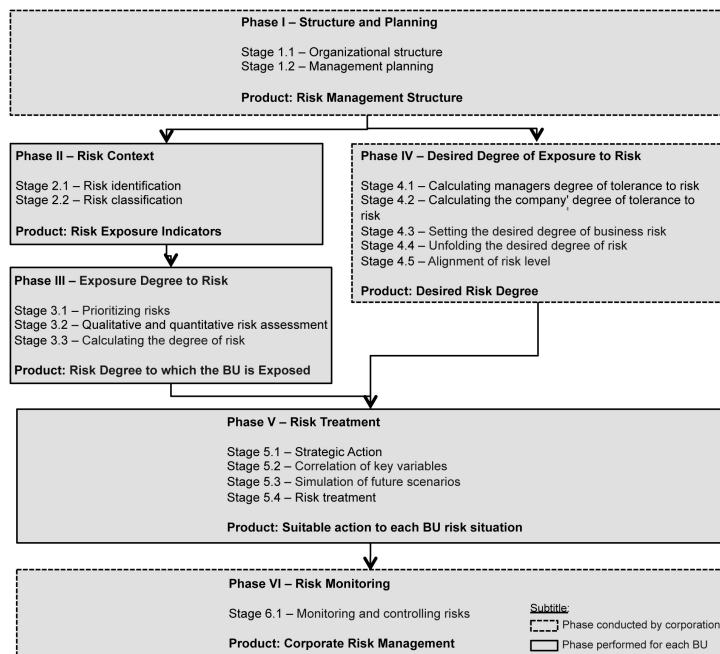 Phase I – Structure and Planning
Stage 1.1 – Organizational structure
Stage 1.2 – Management planning
Product: Risk Management Structure
Phase II – Risk Context
Stage 2.1 – Risk identification
Stage 2.2 – Risk classification
Product: Risk Exposure Indicators
Phase IV – Desired Degree of Exposure to Risk
Stage 4.1 – Calculating managers degree of tolerance to risk
Stage 4.2 – Calculating the company' degree of tolerance to
risk
Stage 4.3 – Setting the desired degree of business risk
Stage 4.4 – Unfolding the desired degree of risk
Stage 4.5 – Alignment of risk level
Product: Desired Risk Degree
Phase III – Exposure Degree to Risk
Stage 3.1 – Prioritizing risks
Stage 3.2 – Qualitative and quantitative risk assessment
Stage 3.3 – Calculating the degree of risk
Product: Risk Degree to which the BU is Exposed
Phase V – Risk Treatment
Stage 5.1 – Strategic Action
Stage 5.2 – Correlation of key variables
Stage 5.3 – Simulation of future scenarios
Stage 5.4 – Risk treatment
Product: Suitable action to each BU risk situation
Phase VI – Risk Monitoring
Stage 6.1 – Monitoring and controlling risks
Product: Corporate Risk Management
Subtitle:
Phase conducted by corporation
Phase performed for each BU